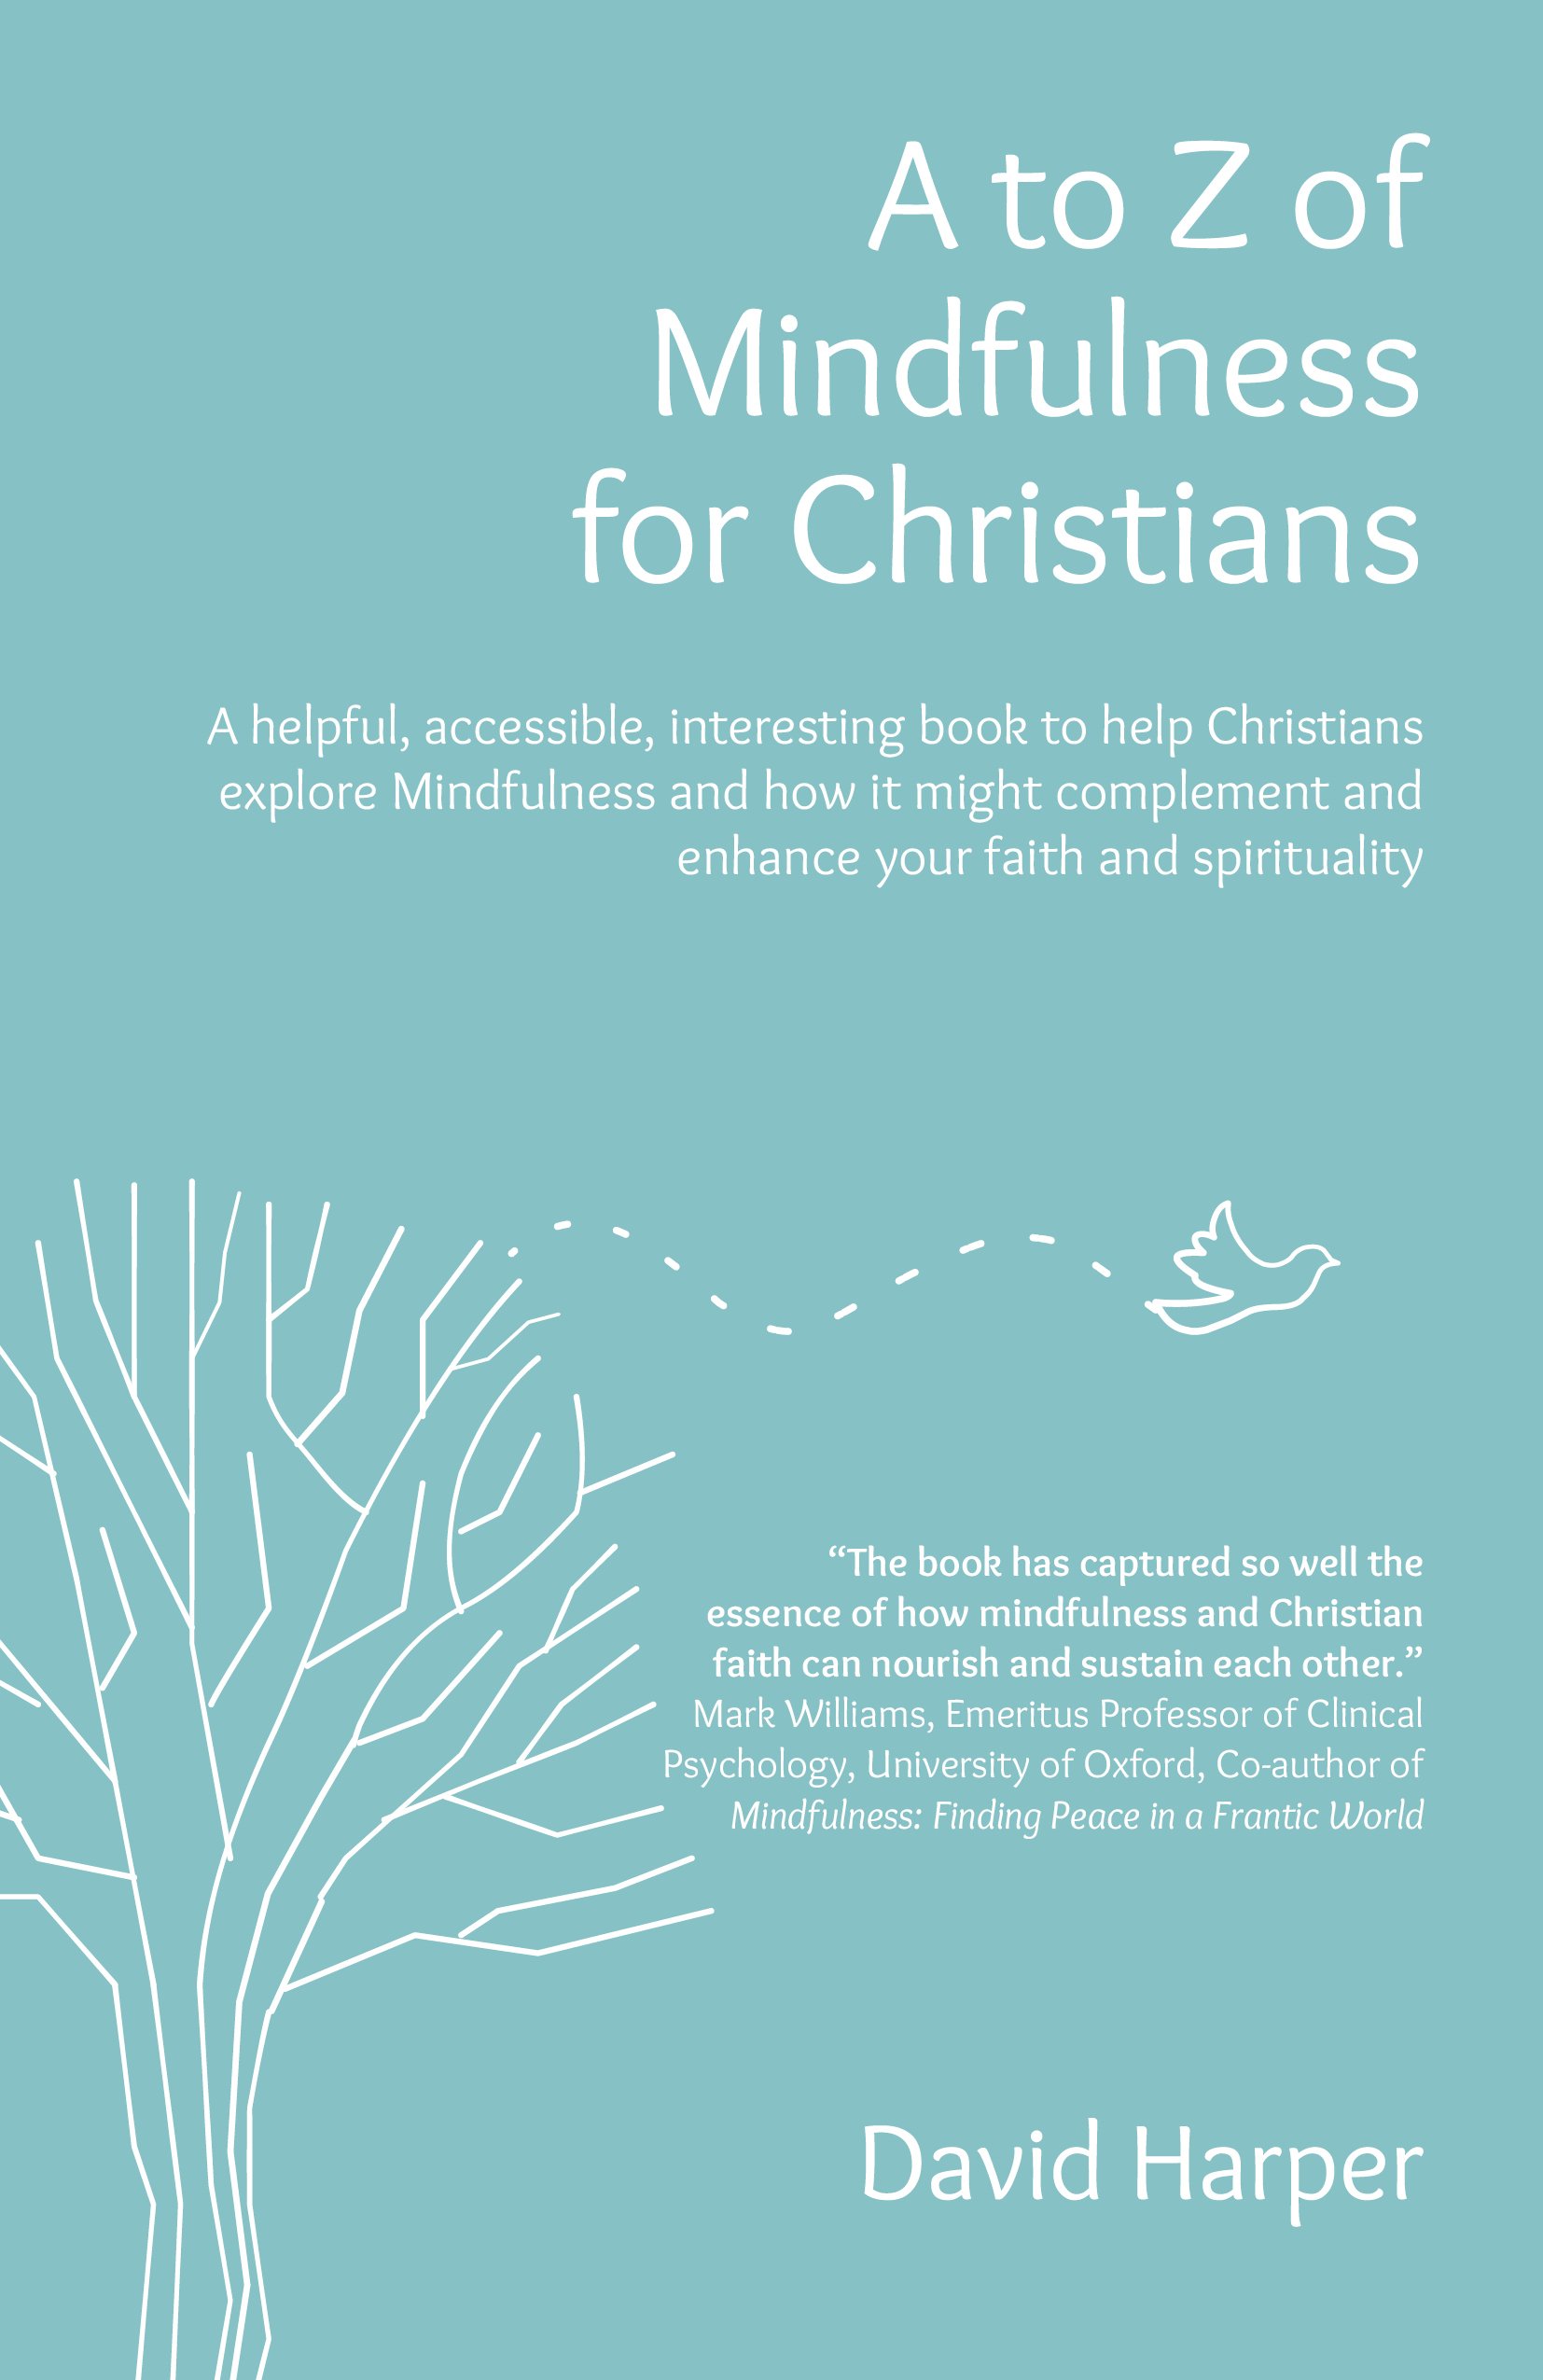 A to Z of
Mindfulness
for Christians
A helpful, accessible, interesting book to help Christians
explore Mindfulness and how it might complement and
enhance your faith and spirituality
“The book has captured so well the
essence of how mindfulness and Christian
faith can nourish and sustain each other.”
Mark Williams, Emeritus Professor of Clinical
Psychology, University of Oxford, Co-author of
Mindfulness: Finding Peace in a Frantic World
David Harper